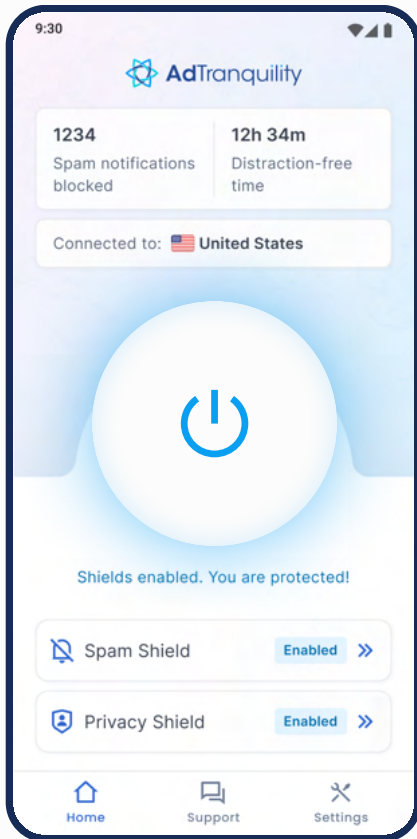 9:30
AdTranquility
1234
Spam notifications
blocked
12h 34m
Distraction-free
time
Connected to: United States
Shields enabled. You are protected!
Spam Shield Enabled
Privacy Shield Enabled
Home Support Settings